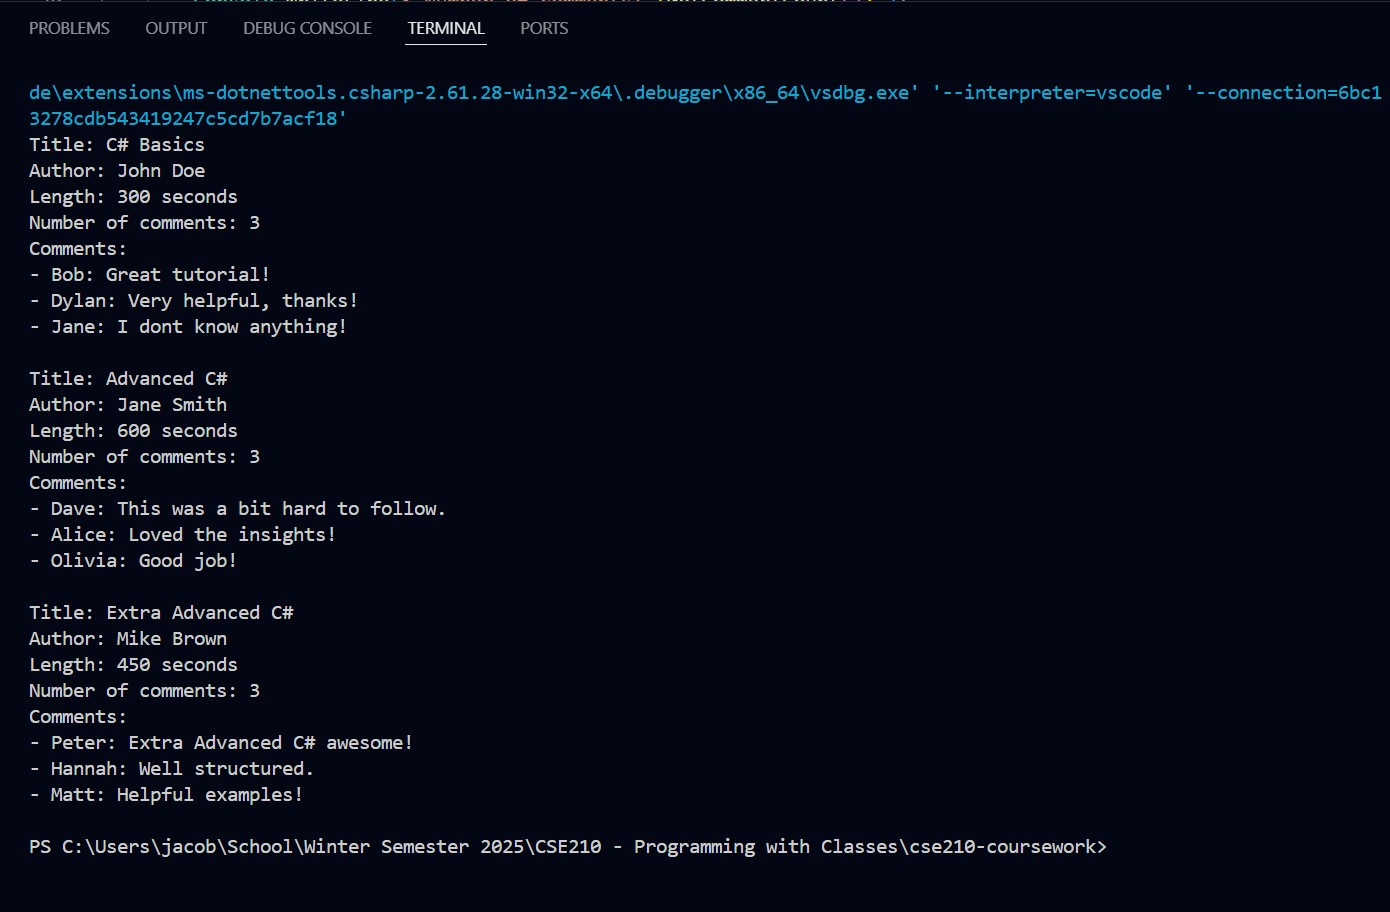 PROBLEMS OUTPUT DEBUG CONSOLE TERMINAL PORTS
de\extensions\ms-dotnettools.csharp-2.61.28-win32-x64\.debugger\x86_64\vsdbg.exe' '--interpreter=vscode' '--connection=6bc1
3278cdb543419247c5cd7b7acf18'
Title: C# Basics
Author: John Doe
Length: 300 seconds
Number of comments: 3
Comments:
- Bob: Great tutorial!
- Dylan: Very helpful, thanks!
- Jane: I dont know anything!
Title: Advanced C#
Author: Jane Smith
Length: 600 seconds
Number of comments: 3
Comments:
- Dave: This was a bit hard to follow.
- Alice: Loved the insights!
- Olivia: Good job!
Title: Extra Advanced C#
Author: Mike Brown
Length: 450 seconds
Number of comments: 3
Comments:
- Peter: Extra Advanced C# awesome!
- Hannah: Well structured.
- Matt: Helpful examples!
PS C:\Users\jacob\School\Winter Semester 2025\CSE210 - Programming with Classes\cse210-coursework>